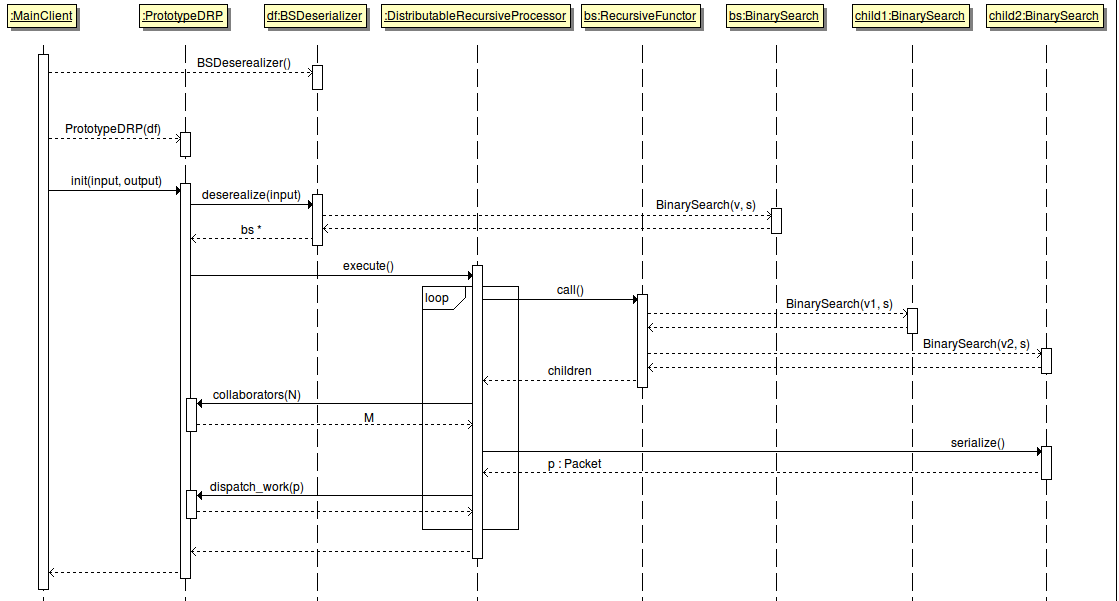 :MainClient
:PrototypeDRP
df:BSDeserializer
:DistributableRecursiveProcessor
bs:RecursiveFunctor
bs:BinarySearch
child1:BinarySearch
child2:BinarySearch
BSDeserealizer()
PrototypeDRP(df)
init(input, output)
deserealize(input)
BinarySearch(v, s)
bs *
execute()
loop
call()
BinarySearch(v1, s)
BinarySearch(v2, s)
children
collaborators(N)
M
serialize()
p : Packet
dispatch_work(p)